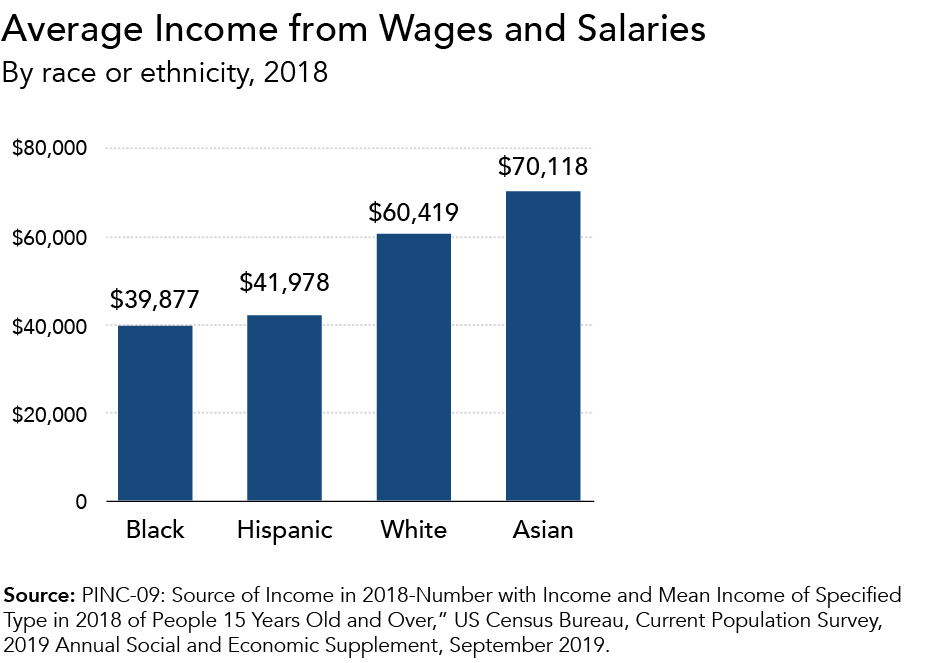 Average Income from Wages and Salaries
By race or ethnicity, 2018
$80,000
$60,000
$40,000
$20,000
0
$39,877
$41,978
$60,419
$70,118
Black
Hispanic
White
Asian
Source: PINC-09: Source of Income in 2018-Number with Income and Mean Income of Specified
Type in 2018 of People 15 Years Old and Over,” US Census Bureau, Current Population Survey,
2019 Annual Social and Economic Supplement, September 2019.